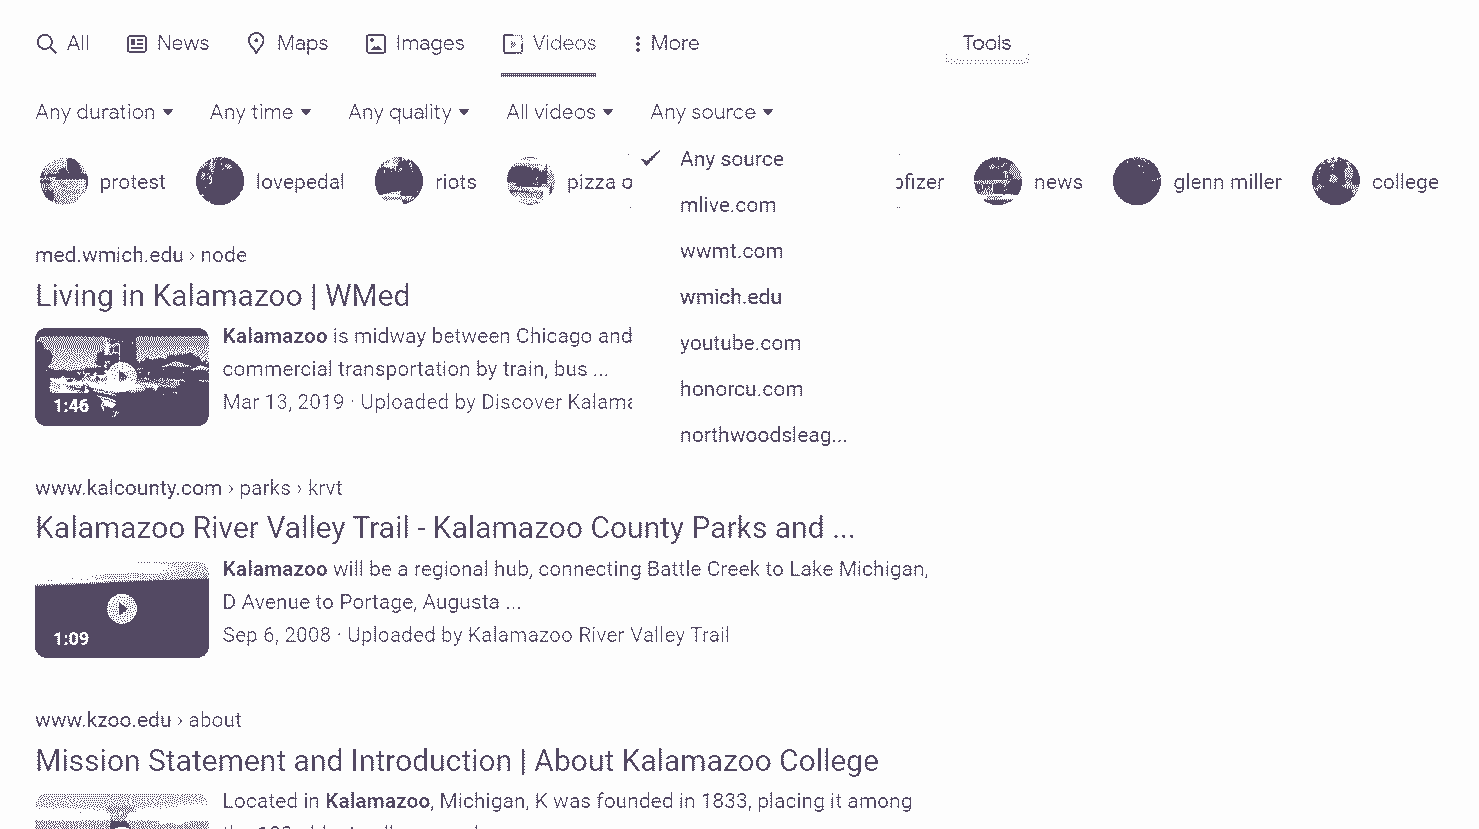 All News Maps Images Videos More Tools
Any duration Any time Any quality All videos Any source
protest lovepedal riots pizza news glenn miller college
Any source
mlive.com
wwmt.com
wmich.edu
youtube.com
honorcu.com
northwoodsleag...
med.wmich.edu › node
Living in Kalamazoo | WMed
Kalamazoo is midway between Chicago and
commercial transportation by train, bus ...
Mar 13, 2019 · Uploaded by Discover
1:46
www.kalcounty.com › parks › krvt
Kalamazoo River Valley Trail - Kalamazoo County Parks and ...
Kalamazoo will be a regional hub, connecting Battle Creek to Lake Michigan,
D Avenue to Portage, Augusta ...
Sep 6, 2008 · Uploaded by Kalamazoo River Valley Trail
1:09
www.kzoo.edu › about
Mission Statement and Introduction | About Kalamazoo College
Located in Kalamazoo, Michigan, K was founded in 1833, placing it among